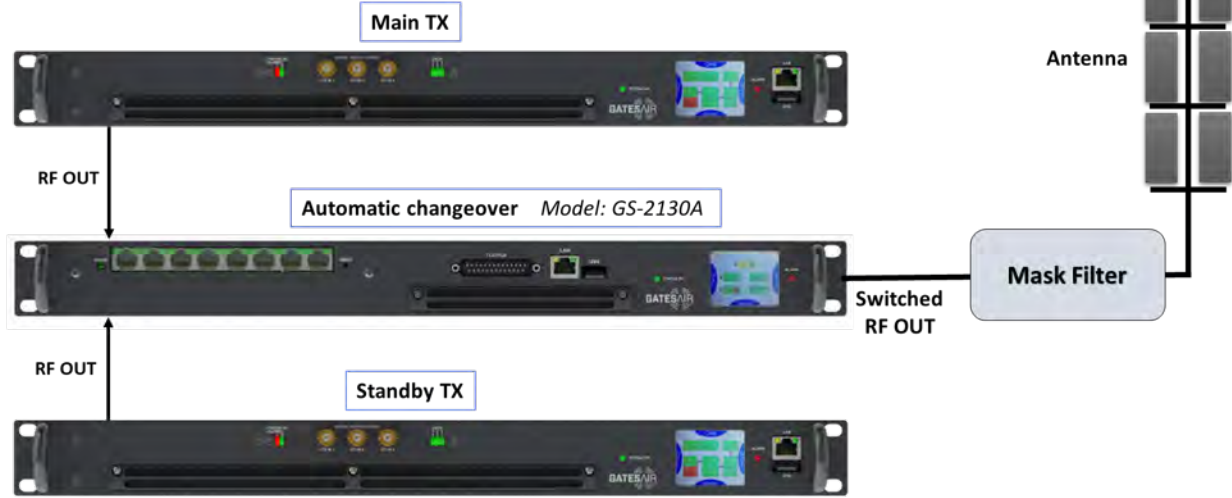 Main TX
Antenna
GATESAIR
RF OUT
Automatic changeover Model: GS-2130A
GATESAIR
Mask Filter
Switched
RF OUT
RF OUT
Standby TX
GATESAIR